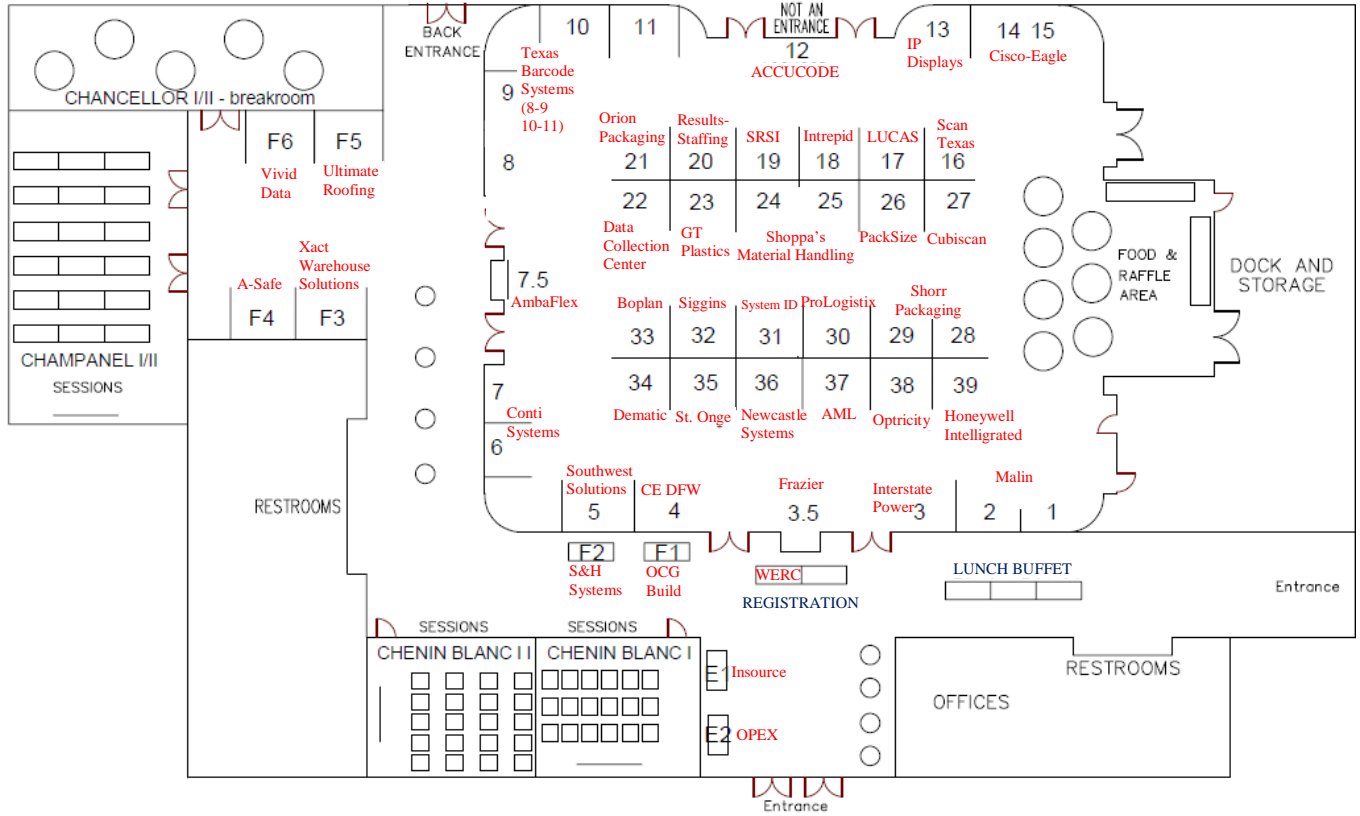 NOT AN
ENTRANCE
BACK
ENTRANCE
10
11
12
ACCUCODE
13
IP
Displays
14 15
Cisco-Eagle
Texas
Barcode
Systems
(8-9
10-11)
9
8
CHANCELLOR I/II - breakroom
F6
F5
Vivid
Data
Ultimate
Roofing
Orion
Packaging
Results-
Staffing
SRSI
Intrepid
LUCAS
Scan
Texas
21
20
19
18
17
16
22
23
24
25
26
27
Data
Collection
Center
GT
Plastics
Shoppa's
Material Handling
PackSize
Cubiscan
FOOD &
RAFFLE
AREA
DOCK AND
STORAGE
Xact
Warehouse
Solutions
A-Safe
F4
F3
CHAMPANEL I/II
SESSIONS
7.5
AmbaFlex
Boplan
Siggins
System ID
ProLogistix
Shorr
Packaging
33
32
31
30
29
28
34
35
36
37
38
39
Dematic
St. Onge
Newcastle
Systems
AML
Optricity
Honeywell
Intelligrated
7
Conti
Systems
6
RESTROOMS
Southwest
Solutions
5
CE DFW
4
Frazier
3.5
Interstate
Power
3
Malin
2
1
F2
S&H
Systems
F1
OCG
Build
WERC
REGISTRATION
LUNCH BUFFET
Entrance
SESSIONS
SESSIONS
CHENIN BLANC I I
CHENIN BLANC I
E1
Insource
E2
OPEX
RESTROOMS
OFFICES
Entrance